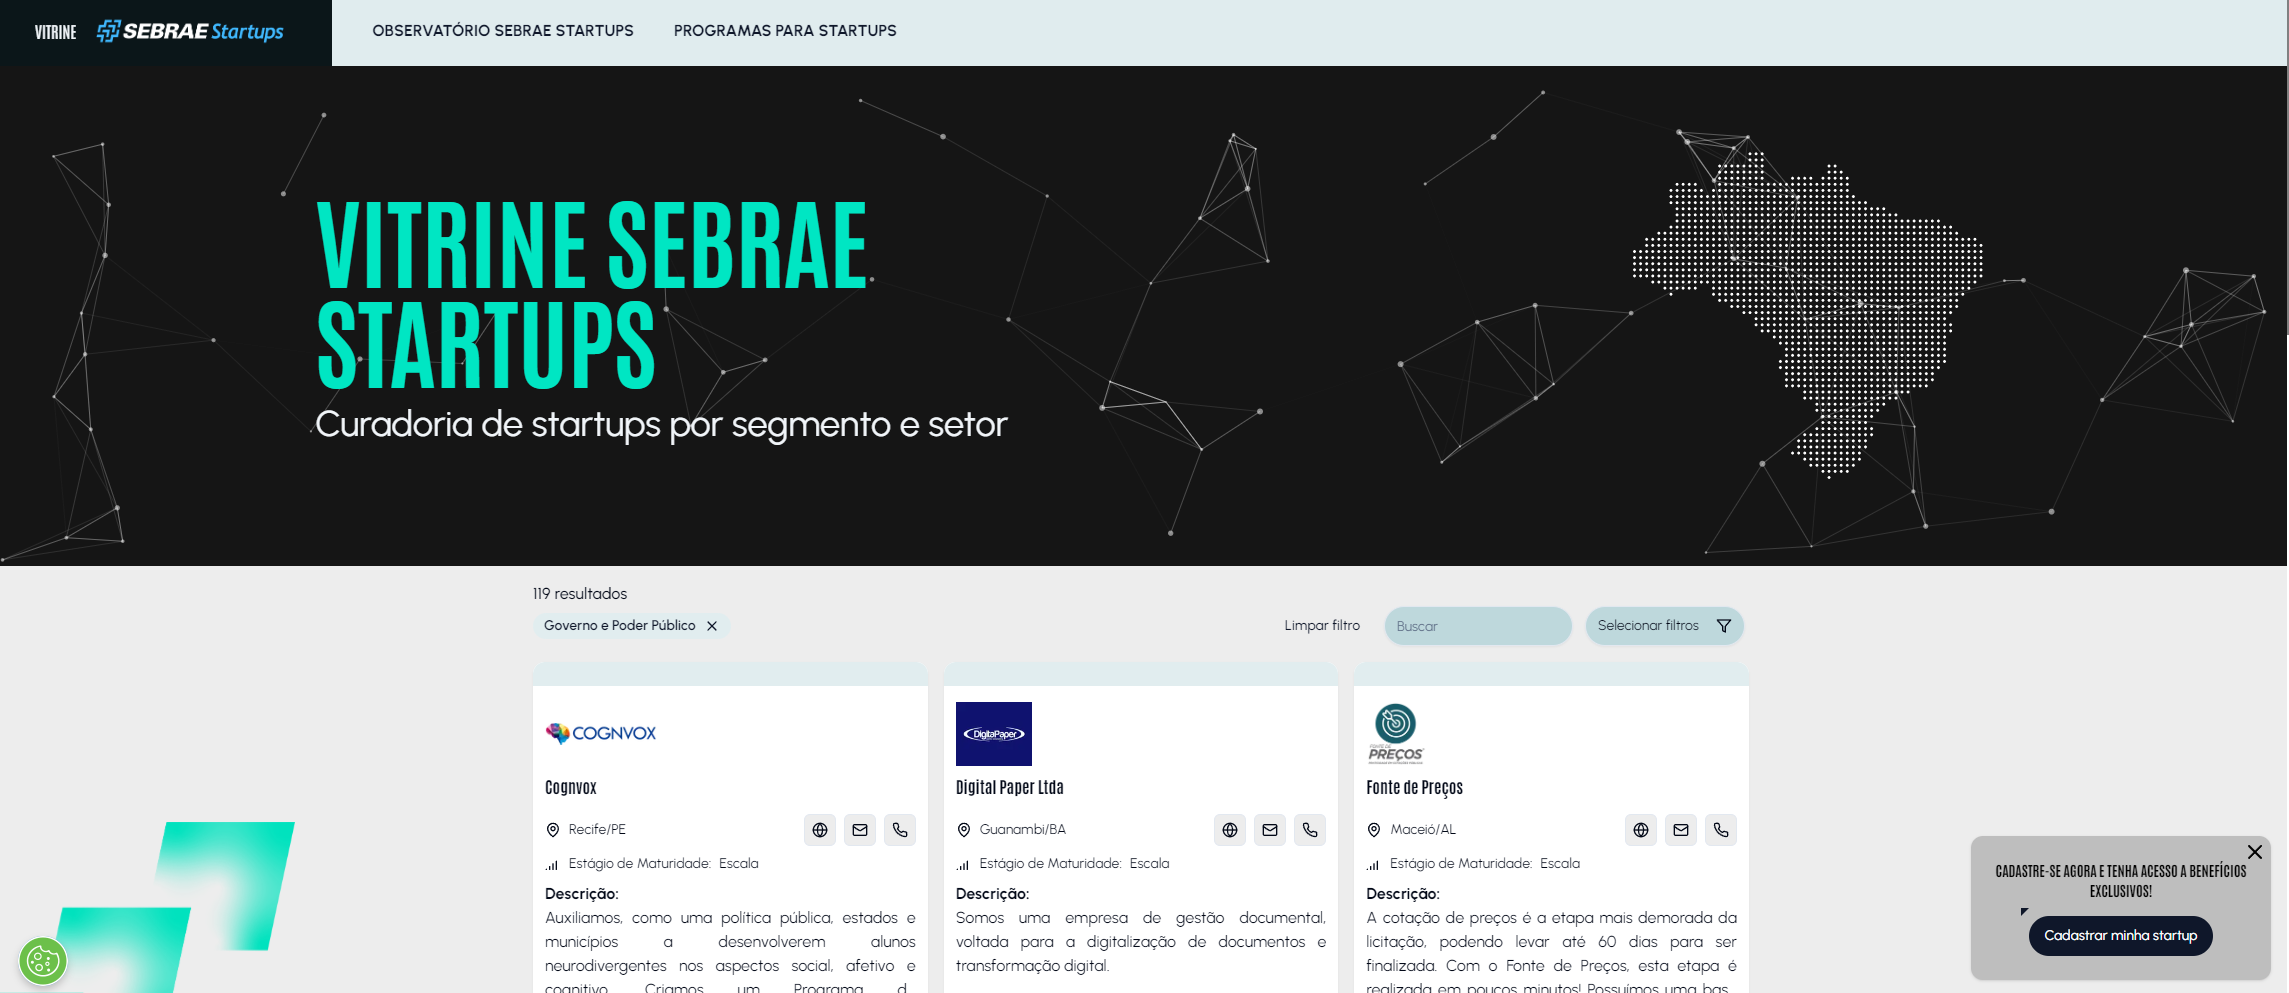 VITRINE SEBRAE Startups
OBSERVATÓRIO SEBRAE STARTUPS PROGRAMAS PARA STARTUPS
VITRINE SEBRAE
STARTUPS
Curadoria de startups por segmento e setor
119 resultados
Governo e Poder Público
Limpar filtro Buscar Selecionar filtros
COGNVOX
Cognvox
Recife/PE
Estágio de Maturidade: Escala
Descrição:
Auxiliamos, como uma política pública, estados e
municípios a desenvolverem alunos
neurodivergentes nos aspectos social, afetivo e
cognitivo. Criamos um Programa d...
DigitalPaper
Digital Paper Ltda
Guanambi/BA
Estágio de Maturidade: Escala
Descrição:
Somos uma empresa de gestão documental,
voltada para a digitalização de documentos e
transformação digital.
FONTE DE
PREÇOS
Fonte de Preços
Maceió/AL
Estágio de Maturidade: Escala
Descrição:
A cotação de preços é a etapa mais demorada da
licitação, podendo levar até 60 dias para ser
finalizada. Com o Fonte de Preços, esta etapa é
realizada em poucos minutos! Possuímos uma bas...
CADASTRE-SE AGORA E TENHA ACESSO A BENEFÍCIOS
EXCLUSIVOS!
Cadastrar minha startup